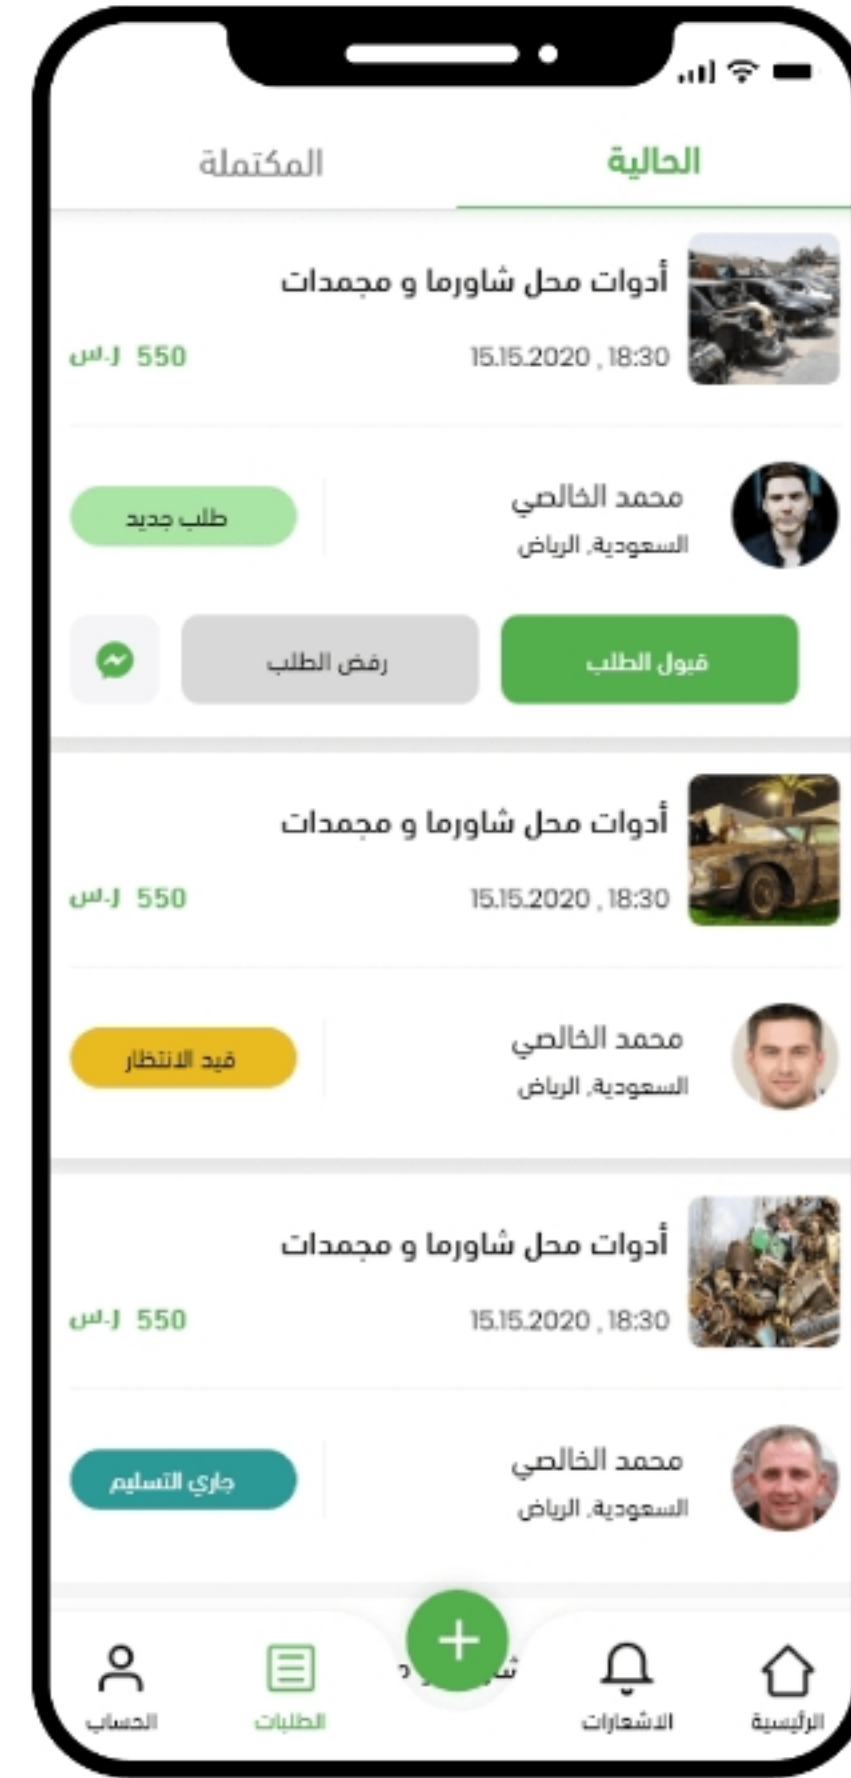 الحالية
المكتملة
أدوات محل شاورما و مجمدات
15.15.2020 , 18:30
550 ر.س
محمد الخالصي
السعودية, الرياض
طلب جديد
قبول الطلب
رفض الطلب
أدوات محل شاورما و مجمدات
15.15.2020 , 18:30
550 ر.س
محمد الخالصي
السعودية, الرياض
قيد الانتظار
أدوات محل شاورما و مجمدات
15.15.2020 , 18:30
550 ر.س
محمد الخالصي
السعودية, الرياض
جاري التسليم
الرئيسية
الاشعارات
الطلبات
الحساب